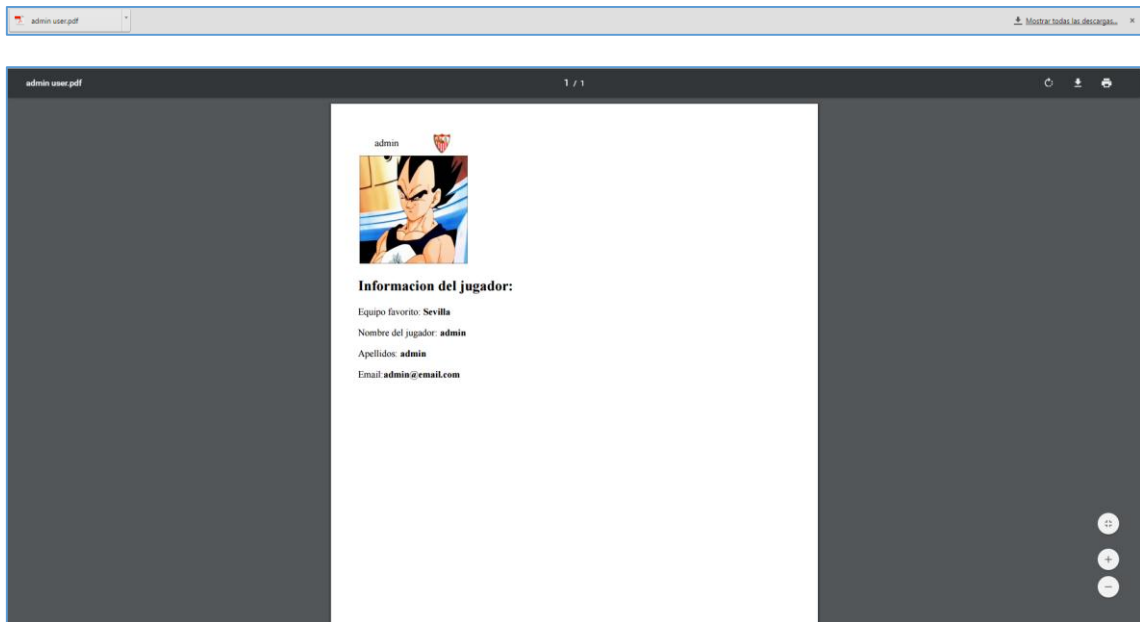 admin user.pdf
Mostrar todas las descargas...
admin user.pdf
1 / 1
admin
Informacion del jugador:
Equipo favorito: Sevilla
Nombre del jugador: admin
Apellidos: admin
Email:admin@email.com